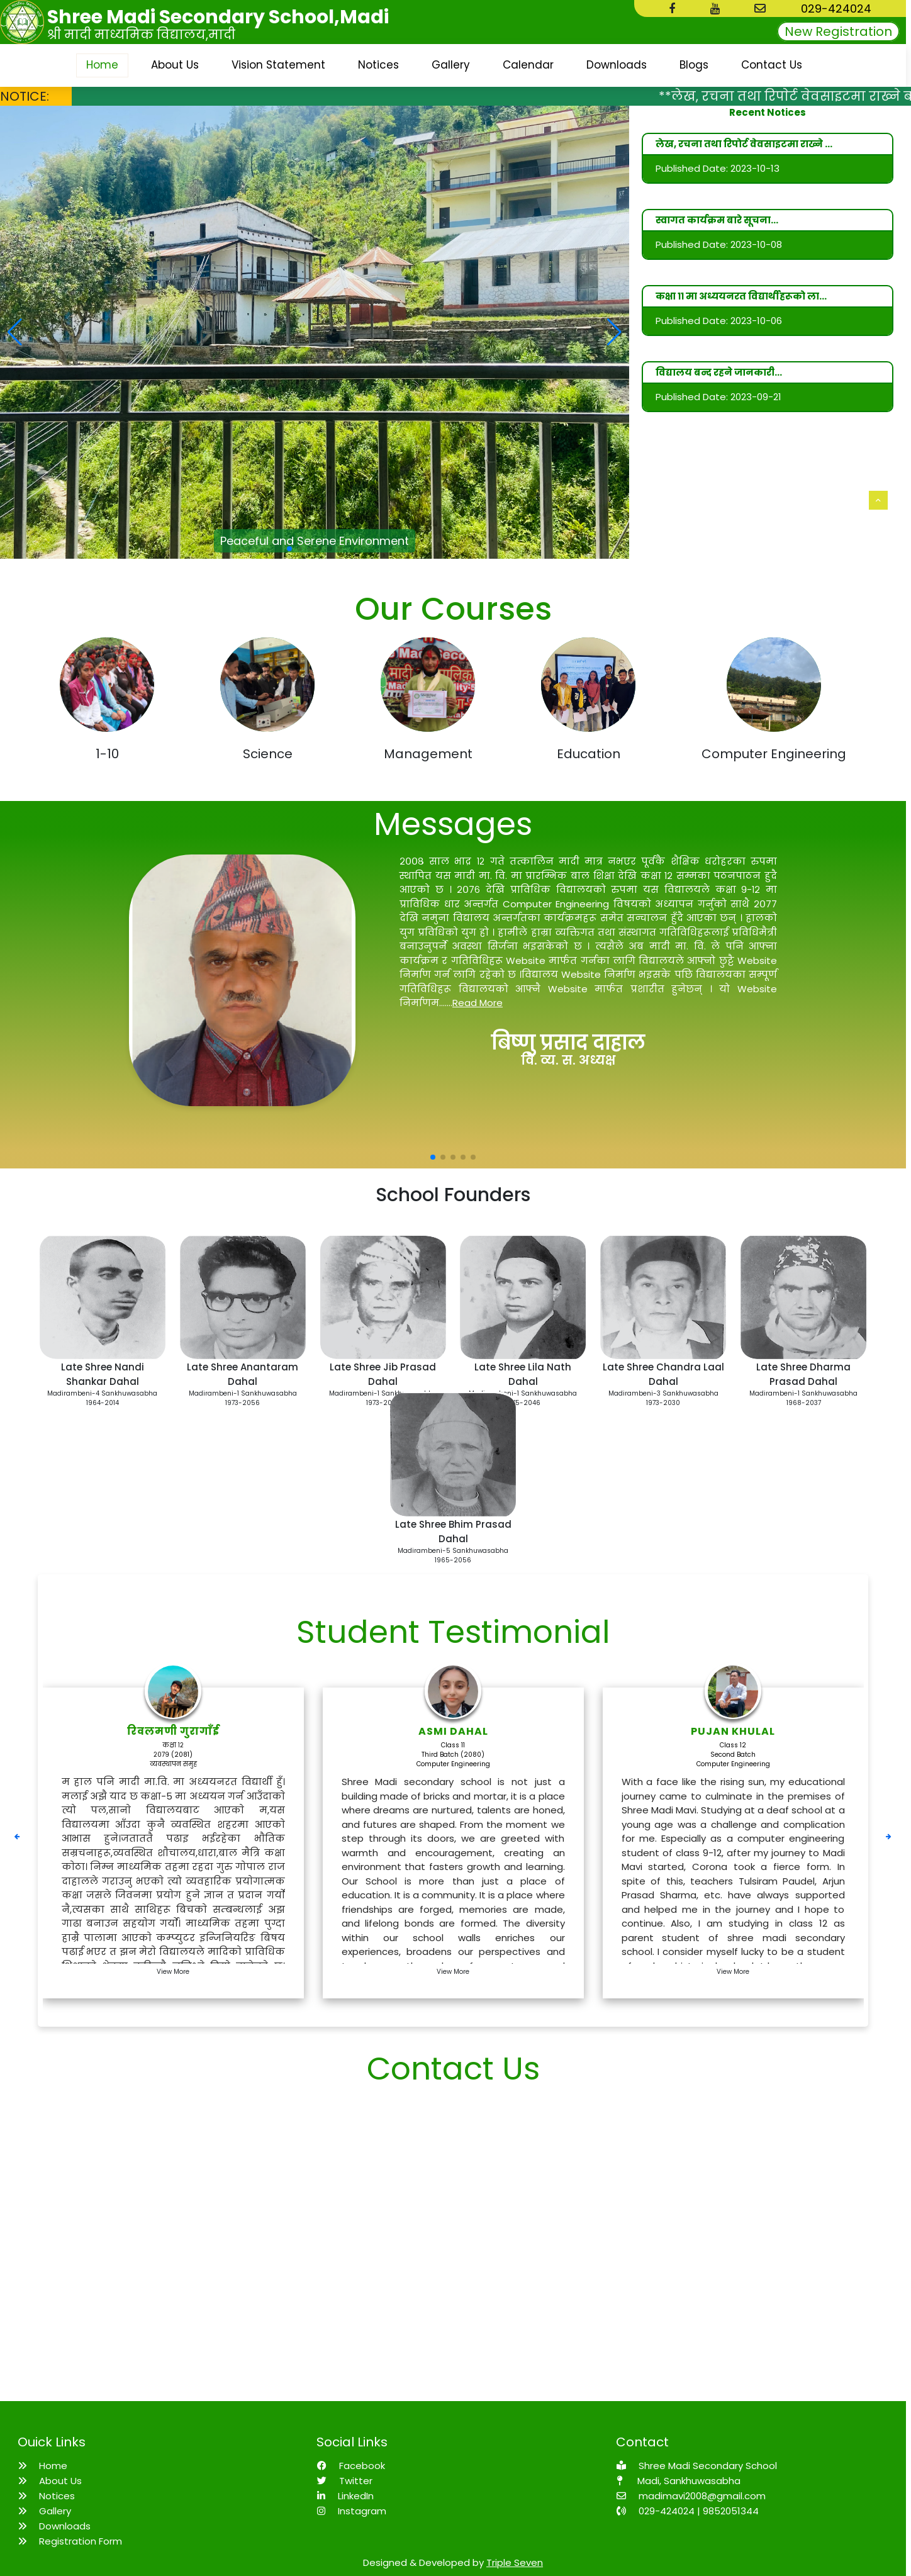 Shree Madi Secondary School,Madi
श्री मादी माध्यमिक विद्यालय,मादी
029-424024
New Registration
Home
About Us
Vision Statement
Notices
Gallery
Calendar
Downloads
Blogs
Contact Us
NOTICE:
**लेख, रचना तथा रिपोर्ट वेवसाइटमा राख्ने ब
Recent Notices
लेख, रचना तथा रिपोर्ट वेवसाइटमा राख्ने ...
Published Date: 2023-10-13
स्वागत कार्यक्रम बारे सूचना...
Published Date: 2023-10-08
कक्षा ११ मा अध्ययनरत विद्यार्थीहरूको ला...
Published Date: 2023-10-06
विद्यालय बन्द रहने जानकारी...
Published Date: 2023-09-21
Peaceful and Serene Environment
Our Courses
1-10
Science
Management
Education
Computer Engineering
Messages
2००८ साल भाद्र १२ गते तत्कालिन मादी मात्र नभएर पूर्वकै शैक्षिक धरोहरका रुपमा
स्थापित यस मादी मा. वि. मा प्रारम्भिक बाल शिक्षा देखि कक्षा १२ सम्मका पठनपाठन हुदै
आएको छ । 2076 देखि प्राविधिक विद्यालयको रुपमा यस विद्यालयले कक्षा ९-१२ मा
प्राविधिक धार अन्तर्गत Computer Engineering विषयको अध्यापन गर्नुको साथै 2077
देखि नमुना विद्यालय अन्तर्गतका कार्यक्रमहरू समेत सन्चालन हुँदै आएका छन् । हालको
युग प्रविधिको युग हो । हामीले हाम्रा व्यक्तिगत तथा संस्थागत गतिविधिहरूलाई प्रविधिमैत्री
बनाउनुपर्ने अवस्था सिर्जना भइसकेको छ । त्यसैले अब मादी मा. वि. ले पनि आफ्ना
कार्यक्रम र गतिविधिहरू Website मार्फत गर्नका लागि विद्यालयले आफ्नो छुट्टै Website
निर्माण गर्न लागि रहेको छ ।विद्यालय Website निर्माण भइसके पछि विद्यालयका सम्पूर्ण
गतिविधिहरू विद्यालयको आफ्नै Website मार्फत प्रशारीत हुनेछन् । यो Website
निर्माणम.......Read More
बिष्णु प्रसाद दाहाल
वि. व्य. स. अध्यक्ष
School Founders
Late Shree Nandi Shankar Dahal
Madirambeni-4 Sankhuwasabha
1964-2014
Late Shree Anantaram Dahal
Madirambeni-1 Sankhuwasabha
1973-2056
Late Shree Jib Prasad Dahal
Madirambeni-1
Late Shree Lila Nath Dahal
Sankhuwasabha
Late Shree Chandra Laal Dahal
Madirambeni-3 Sankhuwasabha
1973-2030
Late Shree Dharma Prasad Dahal
Madirambeni-1 Sankhuwasabha
1968-2037
Late Shree Bhim Prasad Dahal
Madirambeni-5 Sankhuwasabha
1965-2056
Student Testimonial
रिवलमणी गुरागाँई
कक्षा १२
2079 (2081)
व्यवस्थापन समूह
म हाल पनि मादी मा.वि. मा अध्ययनरत विद्यार्थी हुँ।
मलाई अझै याद छ कक्षा-5 मा अध्ययन गर्न आउँदाको
त्यो पल,सानो विद्यालयबाट आएको म,यस
विद्यालयमा आँउदा कुनै व्यवस्थित शहरमा आएको
आभास हुने।जताततै पढाइ भईरहेका भौतिक
संरचनाहरू,व्यवस्थित शौचालय,धारा,बाल मैत्रि कक्षा
कोठा। निम्न माध्यमिक तहमा रहदा गुरु गोपाल राज
दाहालले गराउनु भएको त्यो व्यवहारिक प्रयोगात्मक
कक्षा जसले जिवनमा प्रयोग हुने ज्ञान त प्रदान गर्यो
नै,त्यसका साथै साथिहरू बिचको सम्बन्धलाई अझ
गाढा बनाउन सहयोग गर्यो। माध्यमिक तहमा पुग्दा
हाम्रै पालामा आएको कम्प्युटर इन्जिनियरिङ बिषय
पढाई भएर त झन मेरो विद्यालयले मादिको प्राविधिक
View More
ASMI DAHAL
Class 11
Third Batch (2080)
Computer Engineering
Shree Madi secondary school is not just a
building made of bricks and mortar, it is a place
where dreams are nurtured, talents are honed,
and futures are shaped. From the moment we
step through its doors, we are greeted with
warmth and encouragement, creating an
environment that fosters growth and learning.
Our School is more than just a place of
education. It is a community. It is a place where
friendships are forged, memories are made,
and lifelong bonds are formed. The diversity
within our school walls enriches our
experiences, broadens our perspectives and
View More
PUJAN KHULAL
Class 12
Second Batch
Computer Engineering
With a face like the rising sun, my educational
journey came to culminate in the premises of
Shree Madi Mavi. Studying at a deaf school at a
young age was a challenge and complication
for me. Especially as a computer engineering
student of class 9-12, after my journey to Madi
Mavi started, Corona took a fierce form. In
spite of this, teachers Tulsiram Paudel, Arjun
Prasad Sharma, etc. have always supported
and helped me in the journey and I hope to
continue. Also, I am studying in class 12 as
parent student of shree madi secondary
school. I consider myself lucky to be a student
View More
Contact Us
Quick Links
Home
About Us
Notices
Gallery
Downloads
Registration Form
Social Links
Facebook
Twitter
LinkedIn
Instagram
Contact
Shree Madi Secondary School
Madi, Sankhuwasabha
madimavi2008@gmail.com
029-424024 | 9852051344
Designed & Developed by Triple Seven